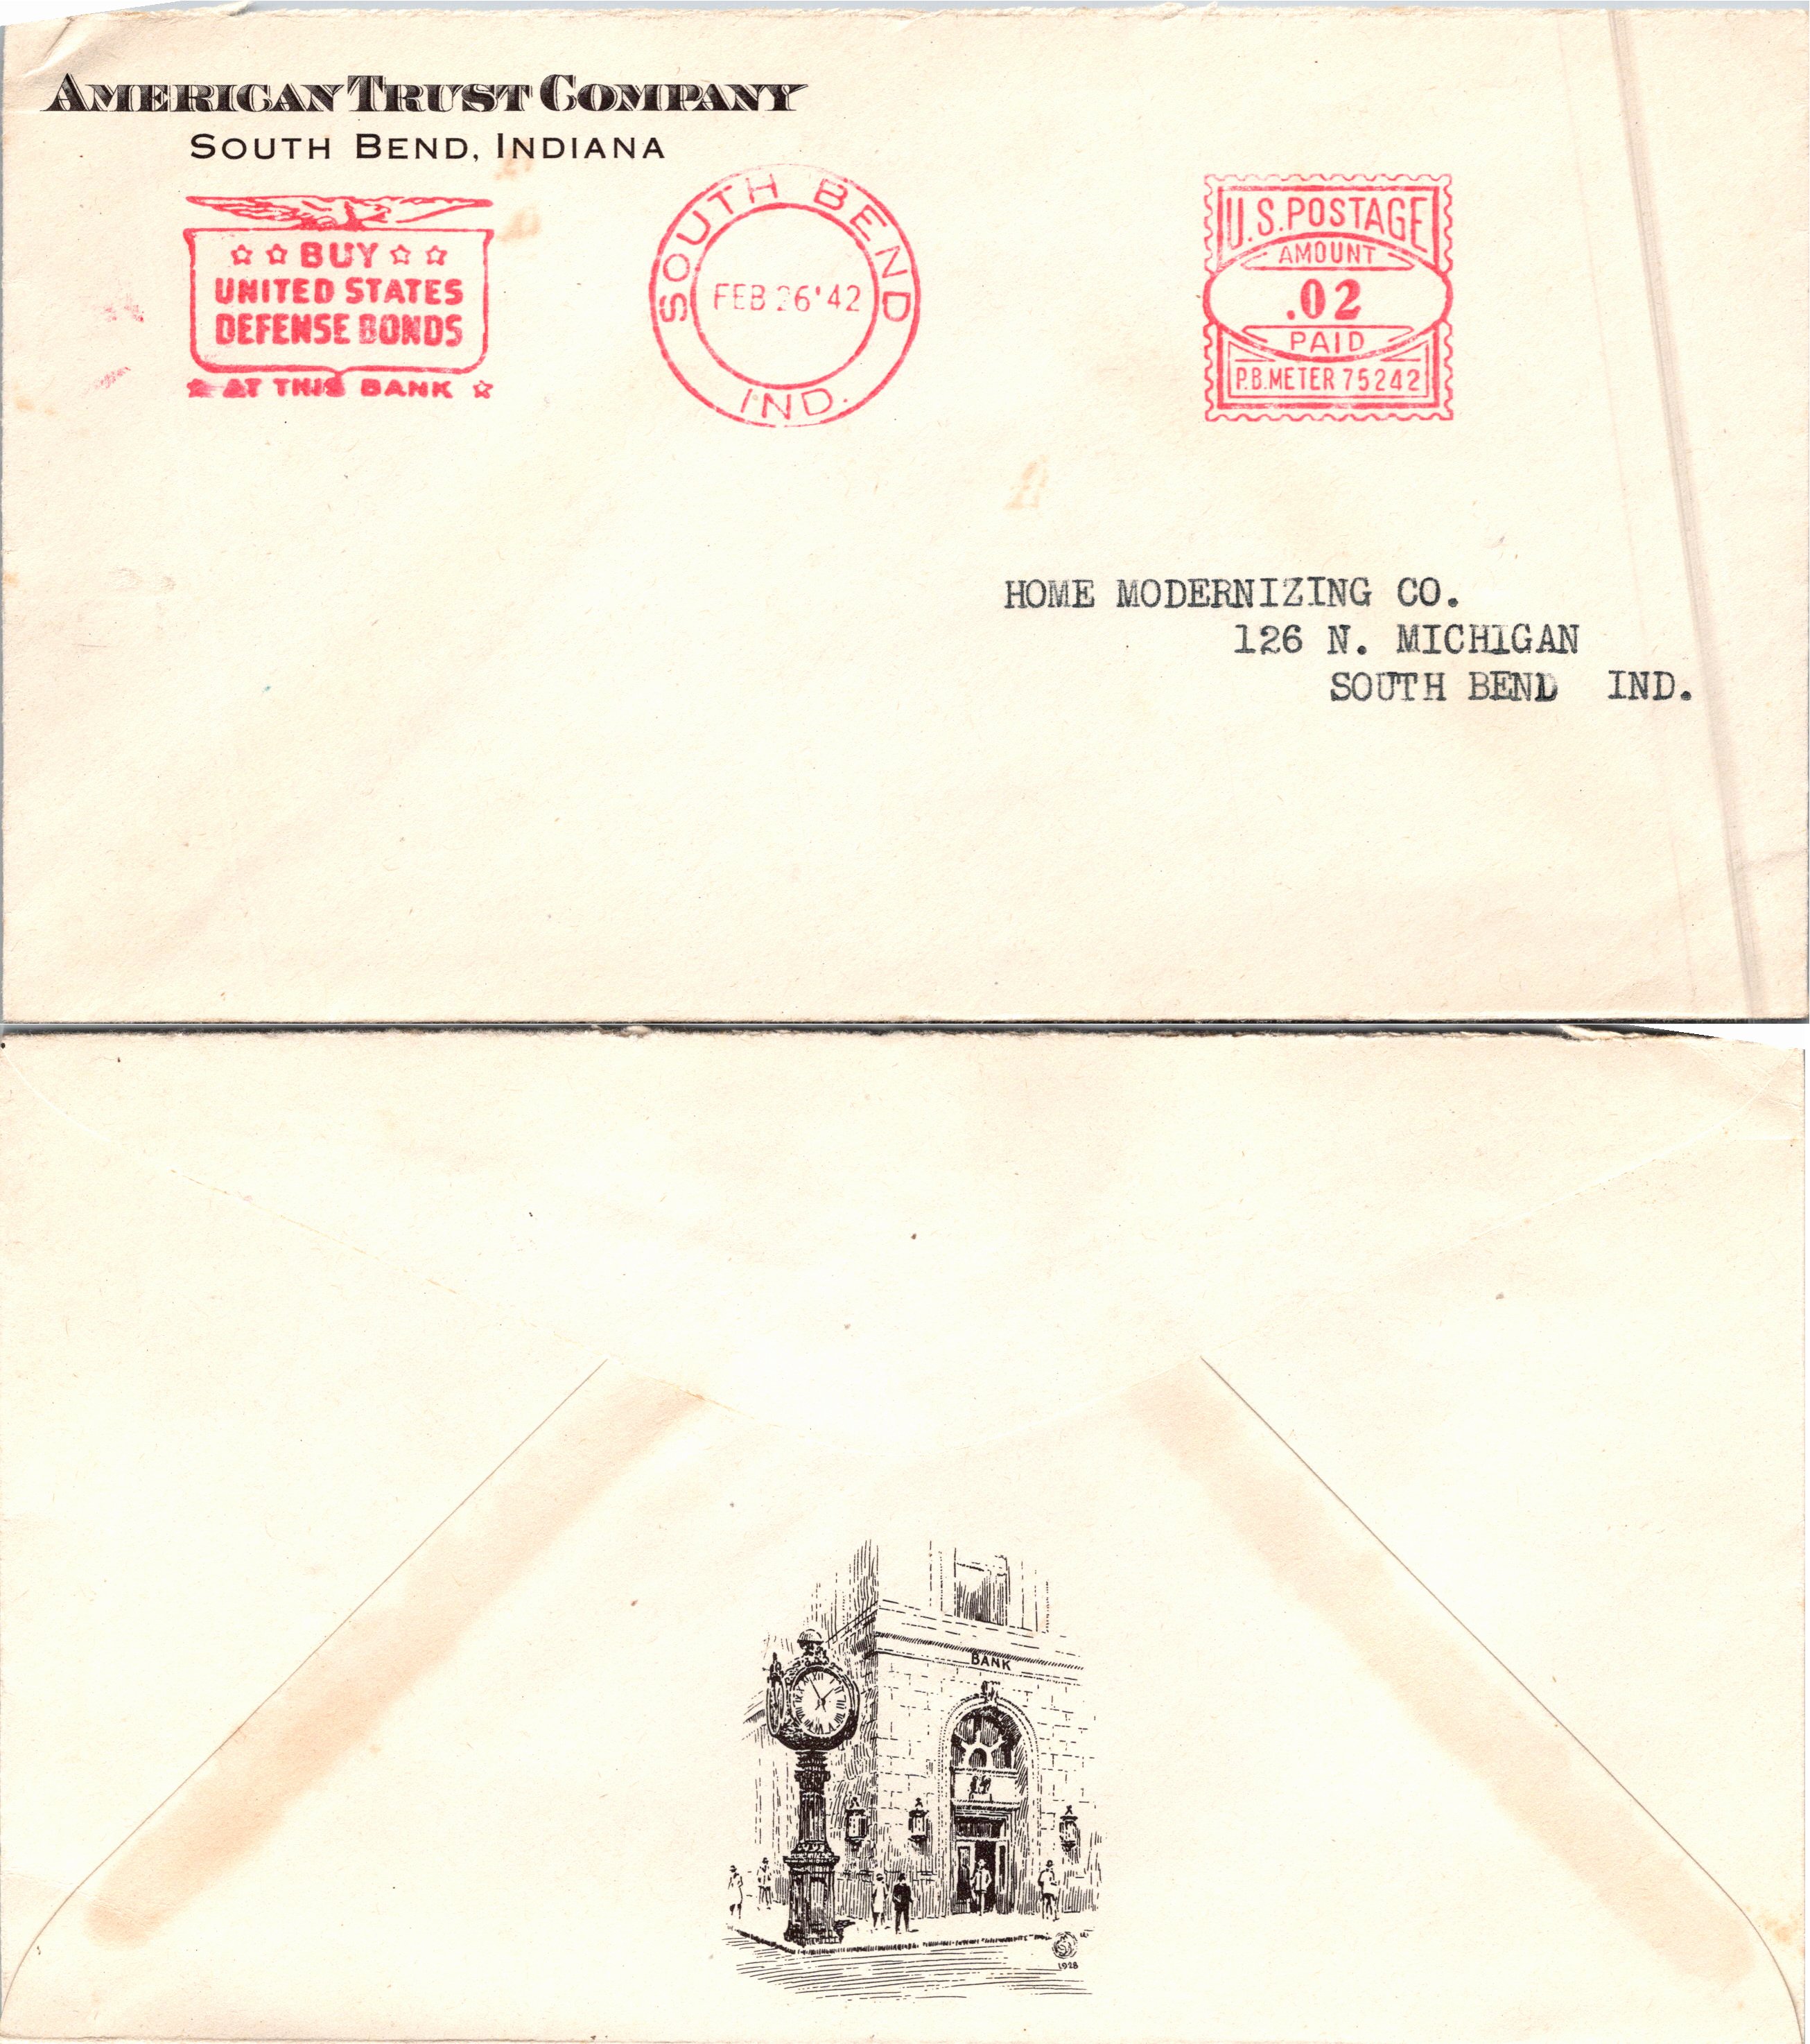 AMERICAN TRUST COMPANY
SOUTH BEND, INDIANA
BUY
UNITED STATES
DEFENSE BONDS
AT THIS BANK
SOUTH BEND
FEB 26 '42
IND.
U.S. POSTAGE
AMOUNT
.02
PAID
P.B. METER 75242
HOME MODERNIZING CO.
126 N. MICHIGAN
SOUTH BEND IND.
BANK
XII
1928